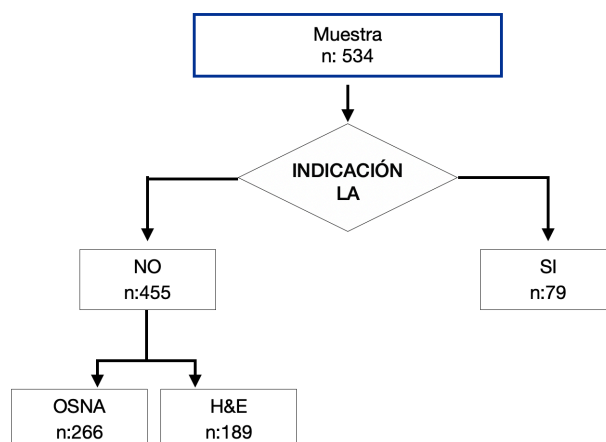 Muestra
n: 534
INDICACIÓN
LA
NO
n:455
SI
n:79
OSNA
n:266
H&E
n:189